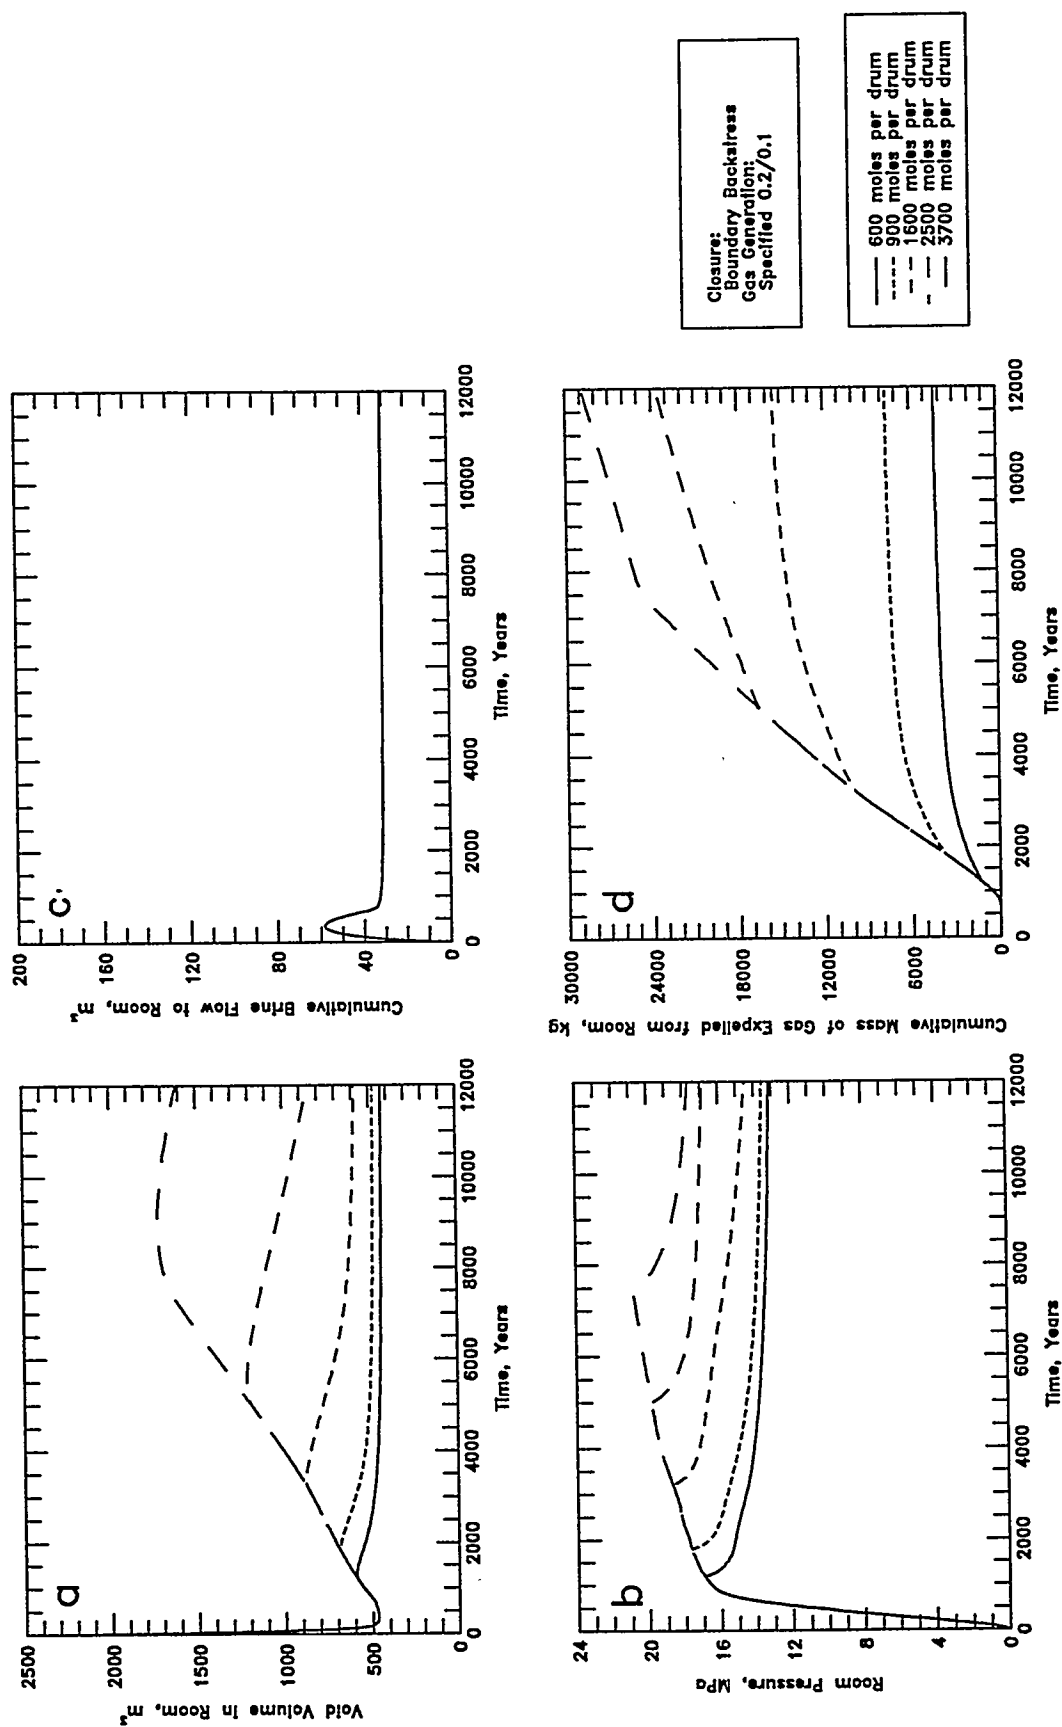 a
2500
2000
1500
1000
500
0
Void Volume in Room, m³
0
2000
4000
6000
8000
10000
12000
Time, Years
c'
200
160
120
80
40
0
Cumulative Brine Flow to Room, m³
0
2000
4000
6000
8000
10000
12000
Time, Years
b
24
20
16
12
8
4
0
Room Pressure, MPa
0
2000
4000
6000
8000
10000
12000
Time, Years
d
30000
24000
18000
12000
6000
0
Cumulative Mass of Gas Expelled from Room, kg
0
2000
4000
6000
8000
10000
12000
Time, Years
Closure:
Boundary Backstress
Gas Generation:
Specified 0.2/0.1
600 moles per drum
900 moles per drum
1600 moles per drum
2500 moles per drum
3700 moles per drum